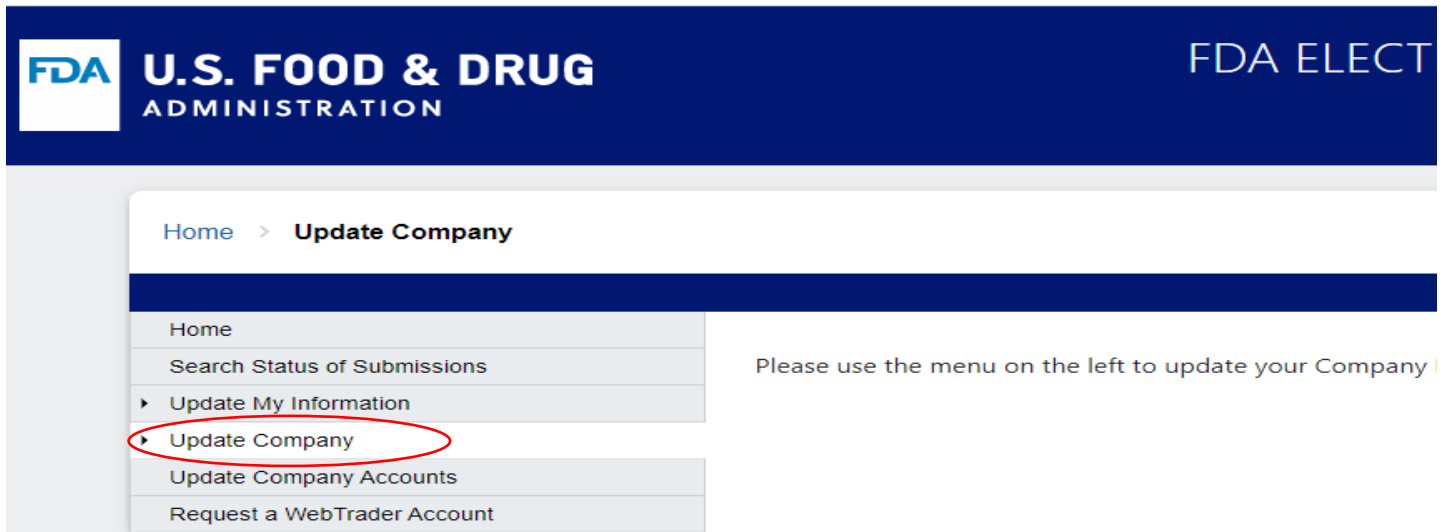 FDA U.S. FOOD & DRUG
ADMINISTRATION
FDA ELECT
Home > Update Company
Home
Search Status of Submissions
Please use the menu on the left to update your Company
Update My Information
Update Company
Update Company Accounts
Request a WebTrader Account